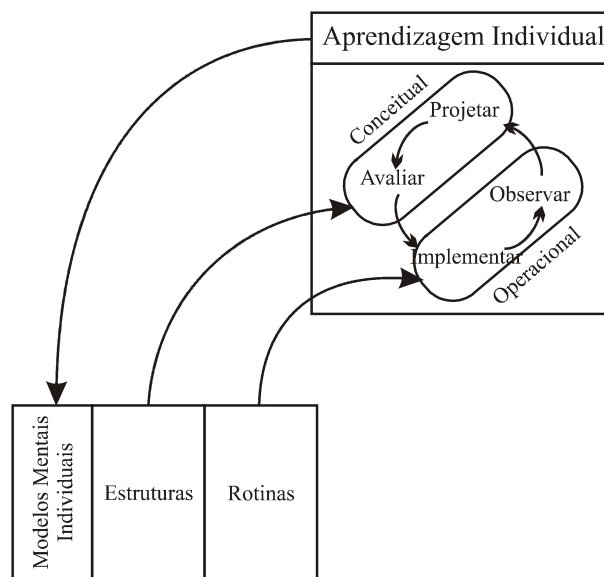 Aprendizagem Individual
Conceitual
Projetar
Avaliar
Observar
Implementar
Operacional
Modelos Mentais
Individuais
Estruturas
Rotinas